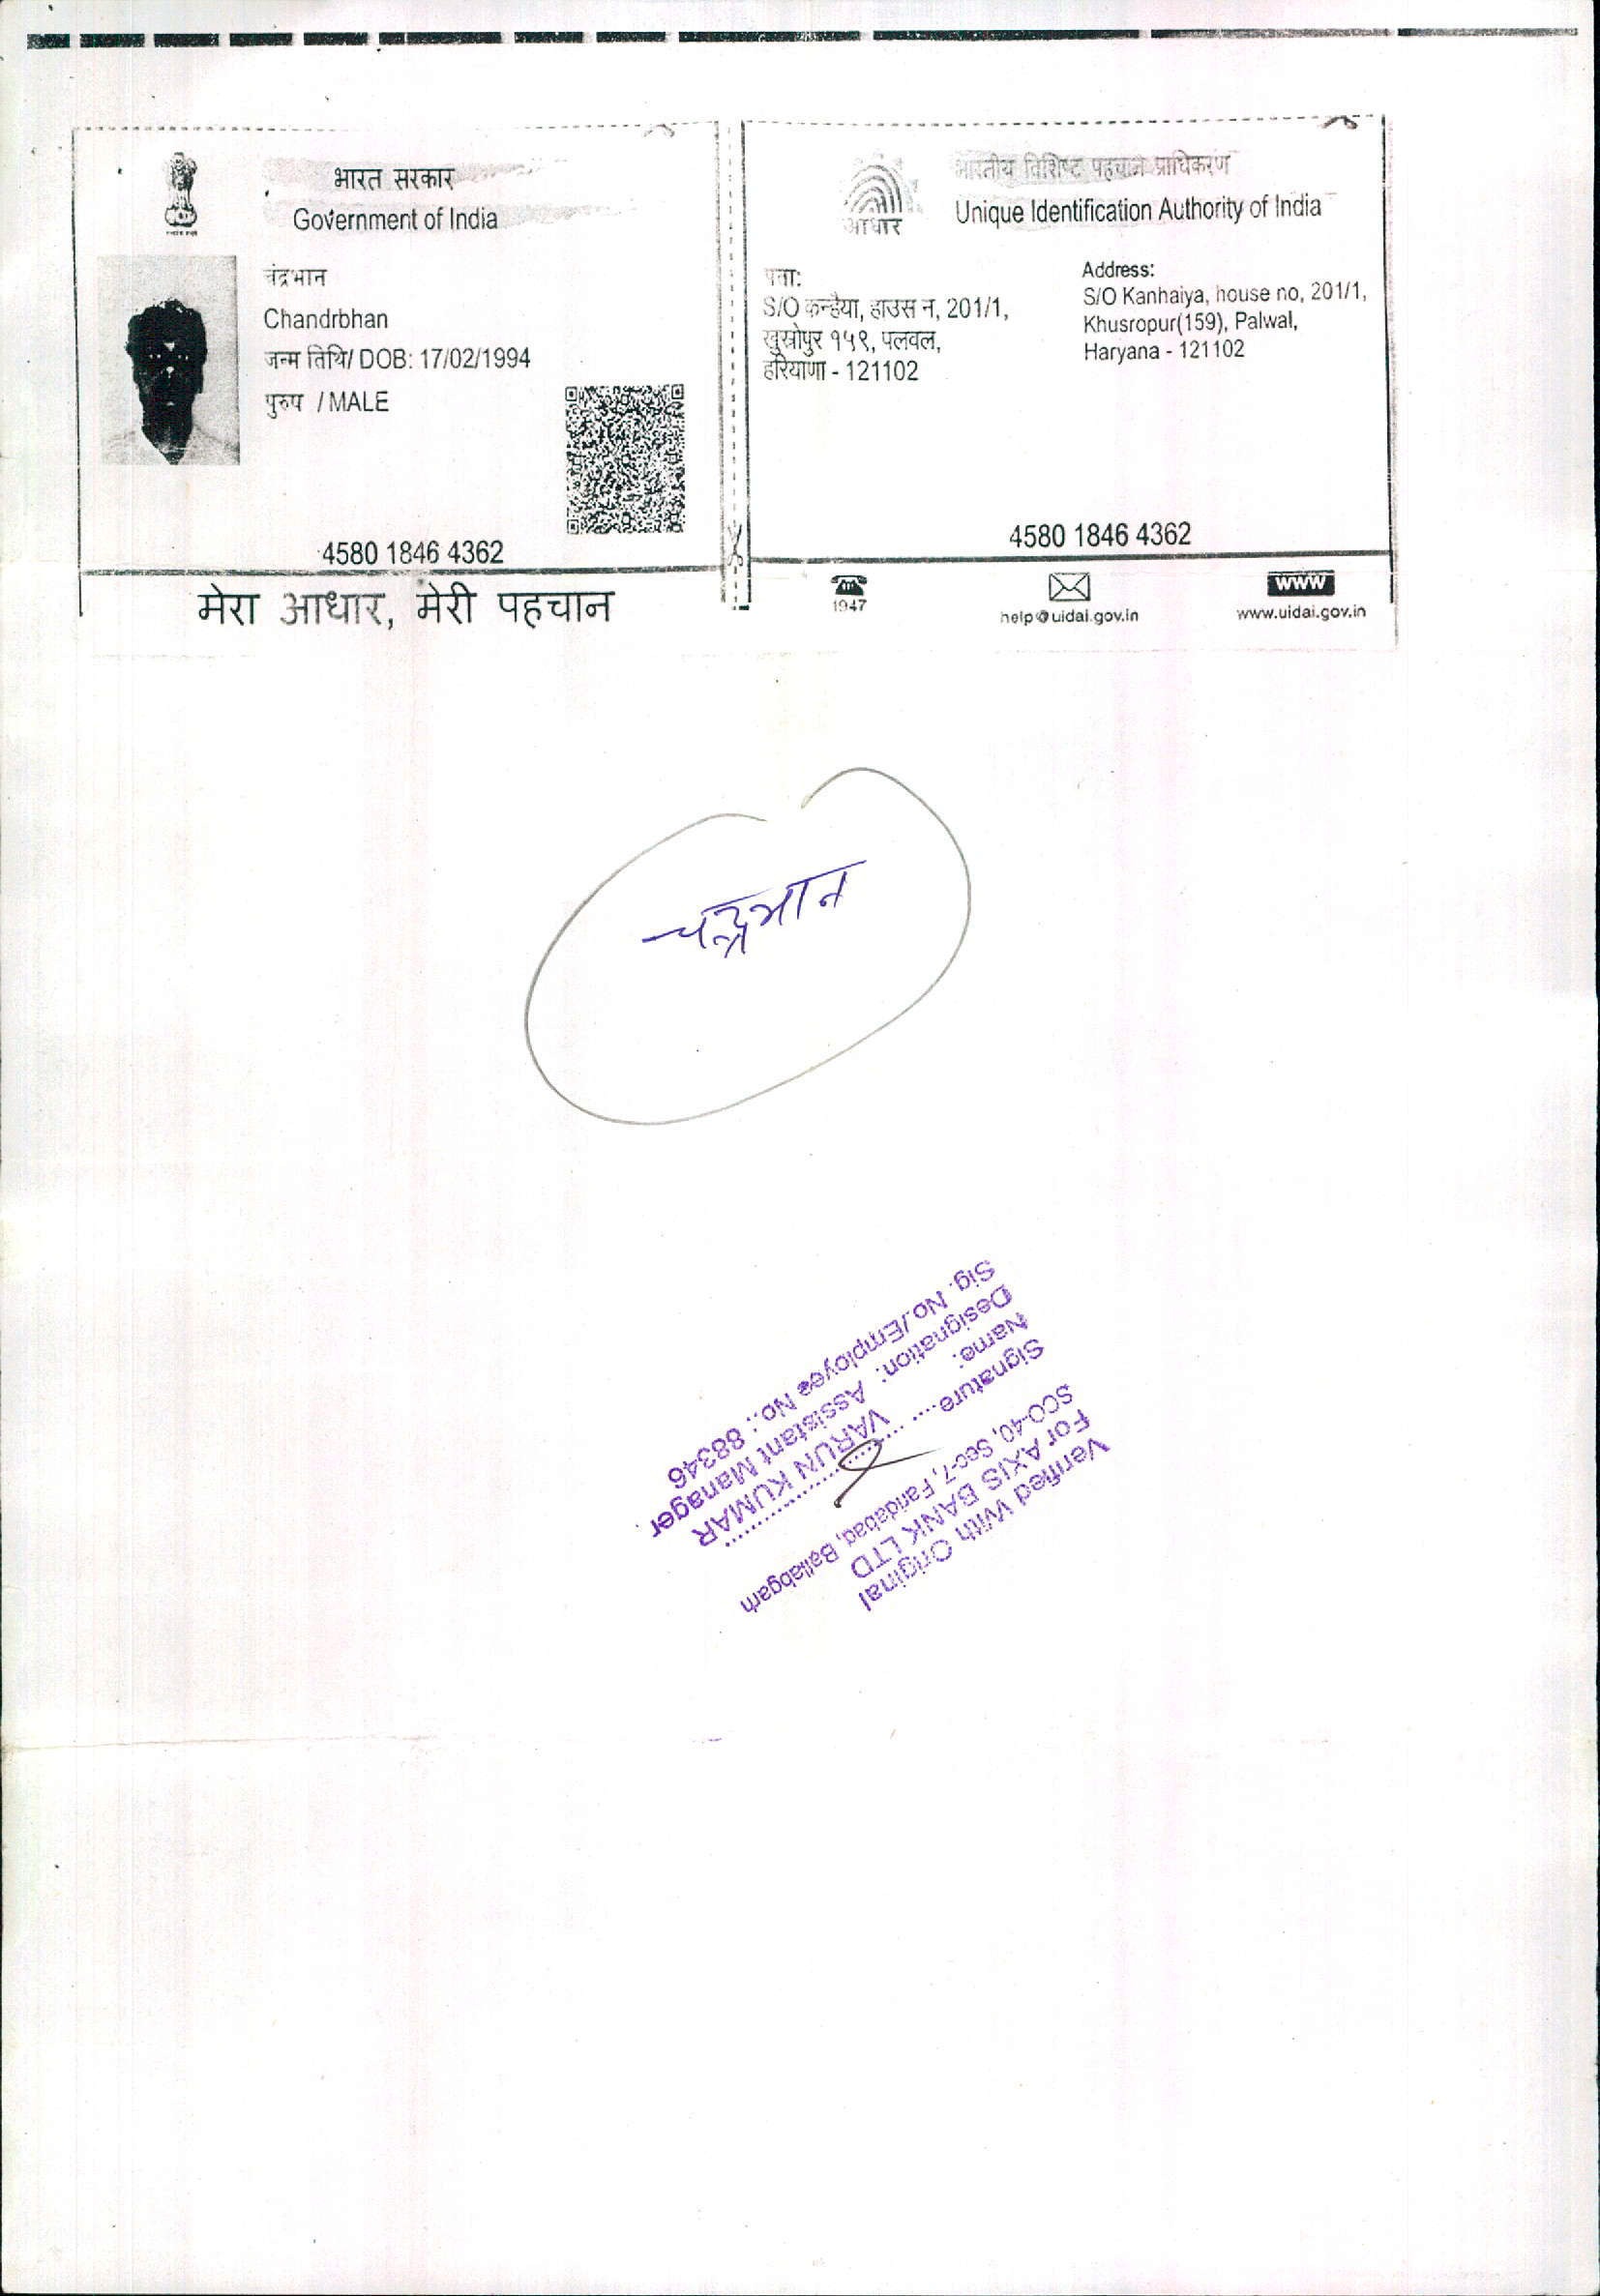 भारत सरकार
Government of India
चंद्रभान
Chandrbhan
जन्म तिथि/ DOB: 17/02/1994
पुरुष / MALE
4580 1846 4362
मेरा आधार, मेरी पहचान
भारतीय विशिष्ट पहचान प्राधिकरण
Unique Identification Authority of India
आधार
पता:
S/O कन्हैया, हाउस न, 201/1,
खुस्रोपुर १५९, पलवल,
हरियाणा - 121102
Address:
S/O Kanhaiya, house no, 201/1,
Khusropur(159), Palwal,
Haryana - 121102
4580 1846 4362
1947
help@uidai.gov.in
www
www.uidai.gov.in
चन्द्रभान
Verified With Original
For AXIS BANK LTD
SCO-40, Sec-7, Faridabad, Ballabgarh
Signature....................
Name: VARUN KUMAR
Designation: Assistant Manager
Sig. No./Employee No.: 88346